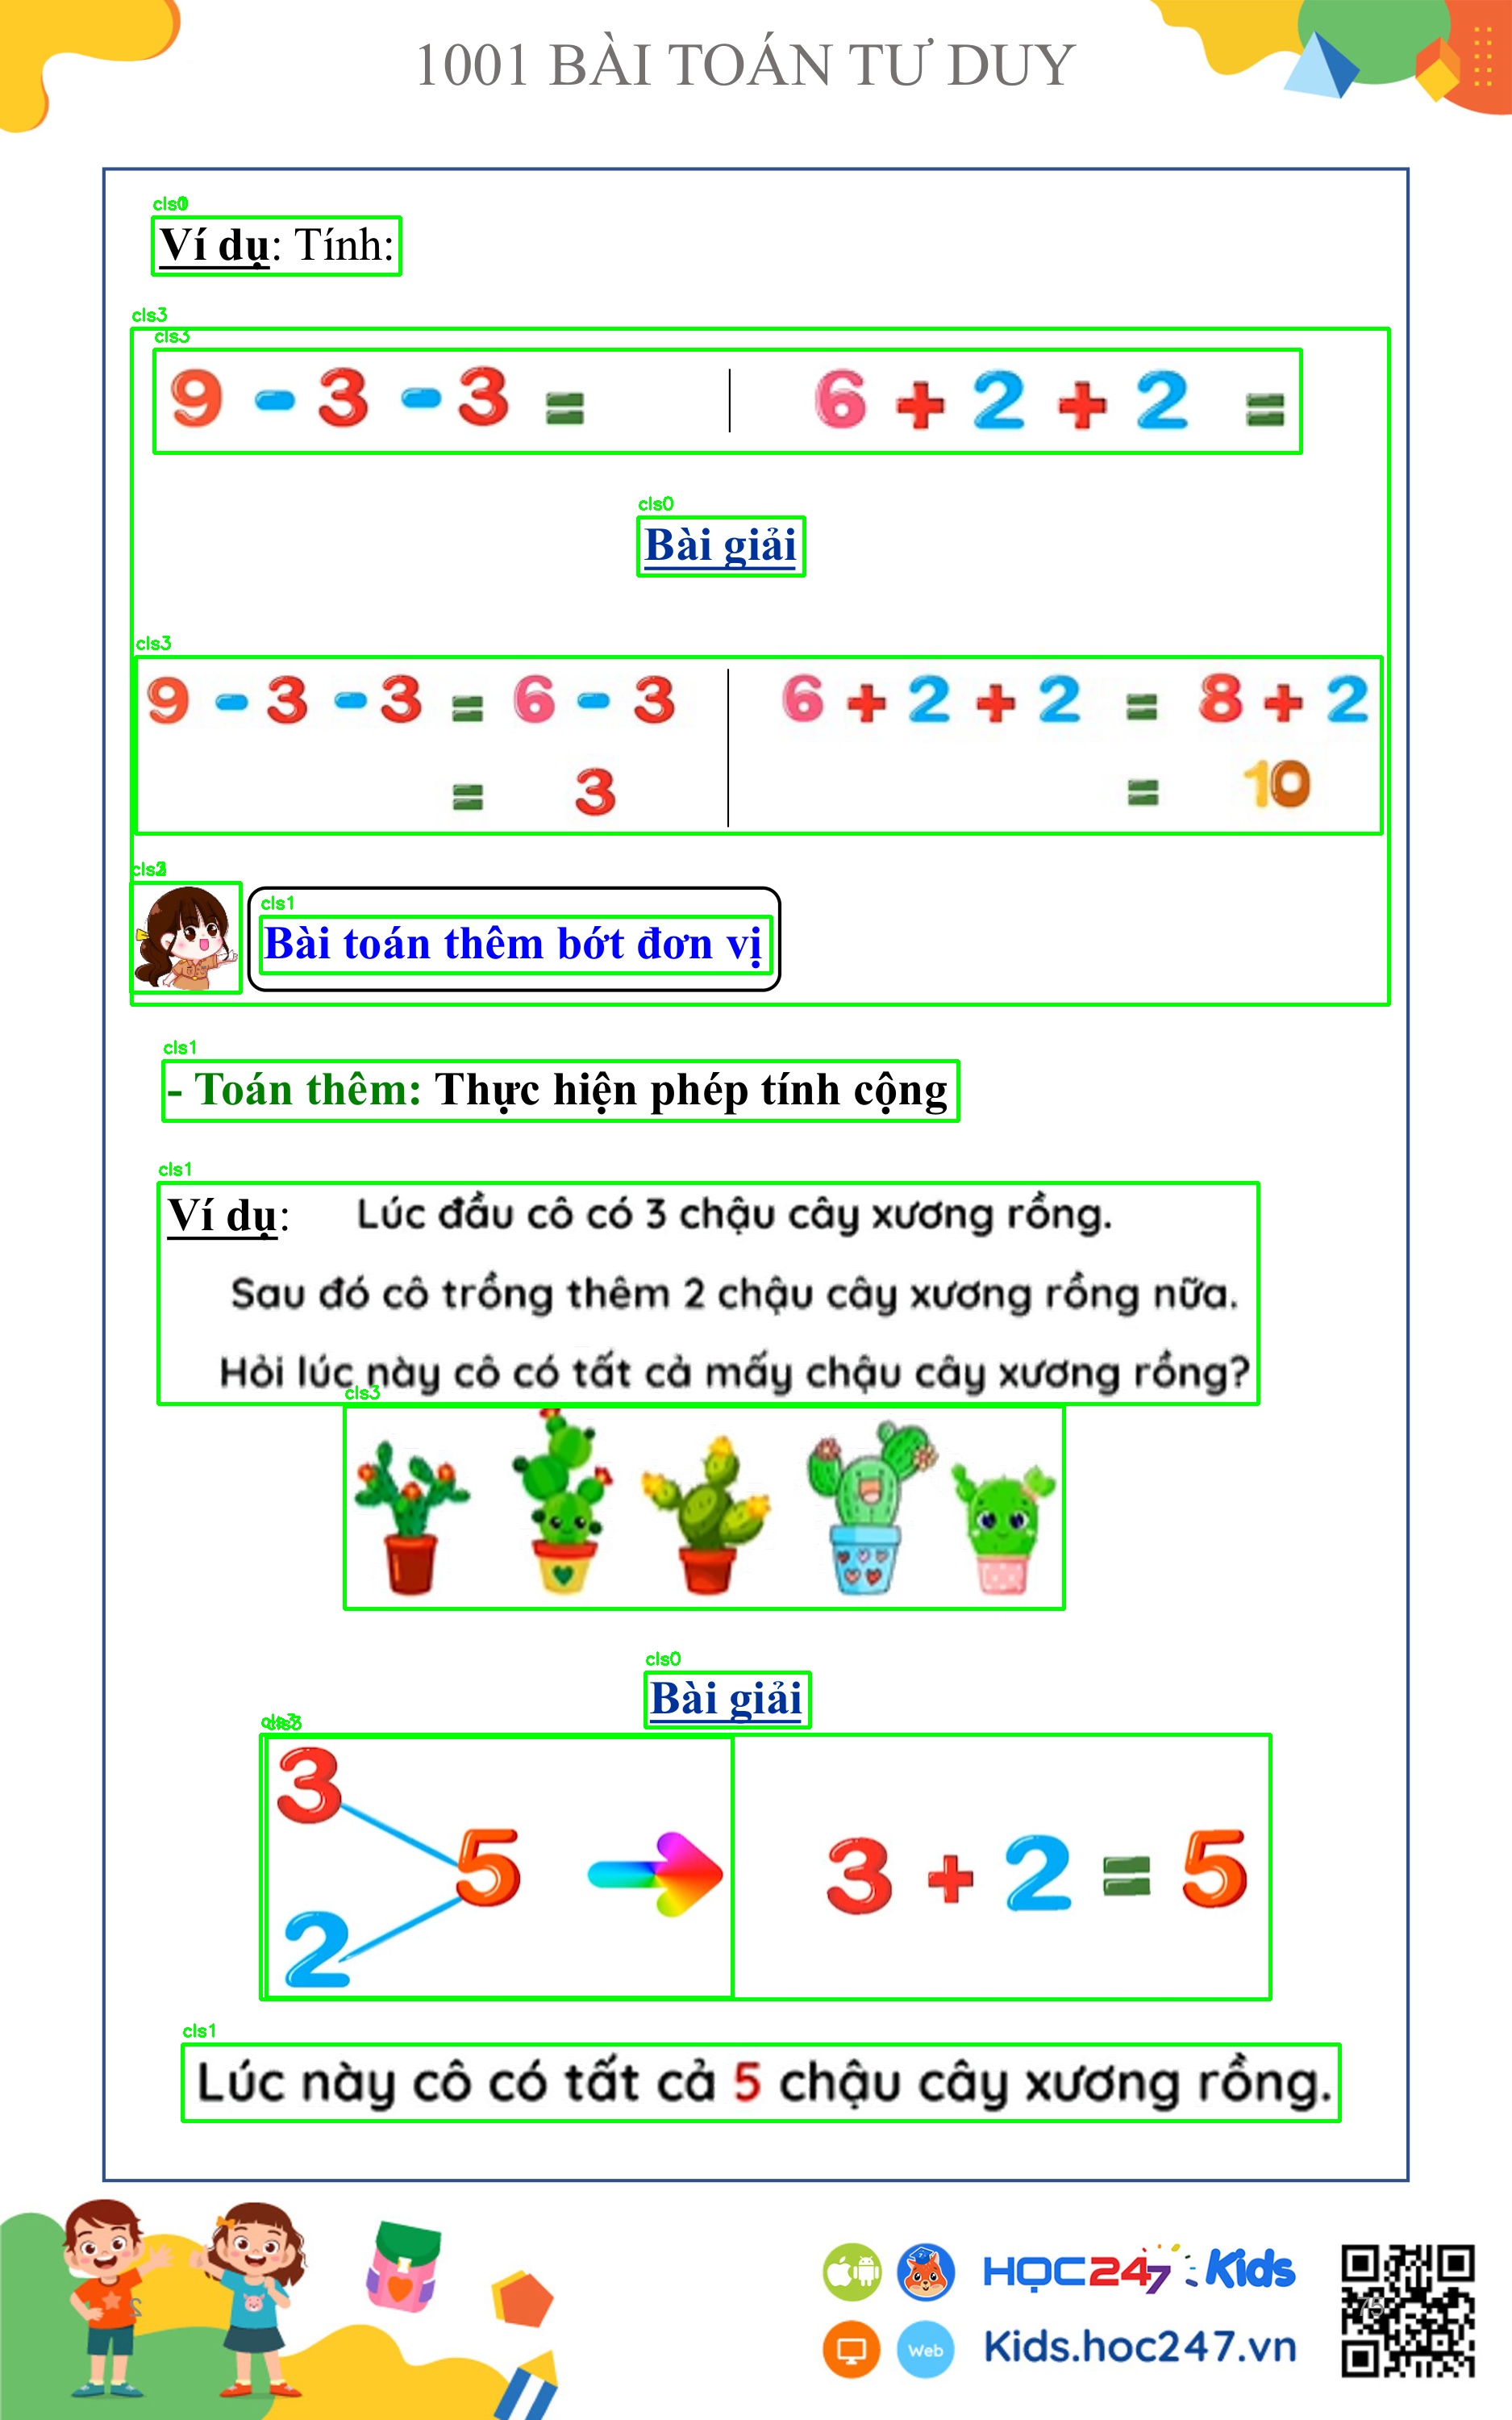 1001 BÀI TOÁN TƯ DUY
cls0
Ví dụ: Tính:
cls3
cls3
9 - 3 - 3 = | 6 + 2 + 2 =
cls0
Bài giải
cls3
9 - 3 - 3 = 6 - 3 | 6 + 2 + 2 = 8 + 2
= 3 | = 10
cls1
Bài toán thêm bớt đơn vị
cls1
- Toán thêm: Thực hiện phép tính cộng
cls1
Ví dụ: Lúc đầu cô có 3 chậu cây xương rồng.
Sau đó cô trồng thêm 2 chậu cây xương rồng nữa.
Hỏi lúc này cô có tất cả mấy chậu cây xương rồng?
cls3
cls0
Bài giải
cls3
3
5
2
3 + 2 = 5
cls1
Lúc này cô có tất cả 5 chậu cây xương rồng.
HỌC247 Kids
Web
Kids.hoc247.vn
75
2